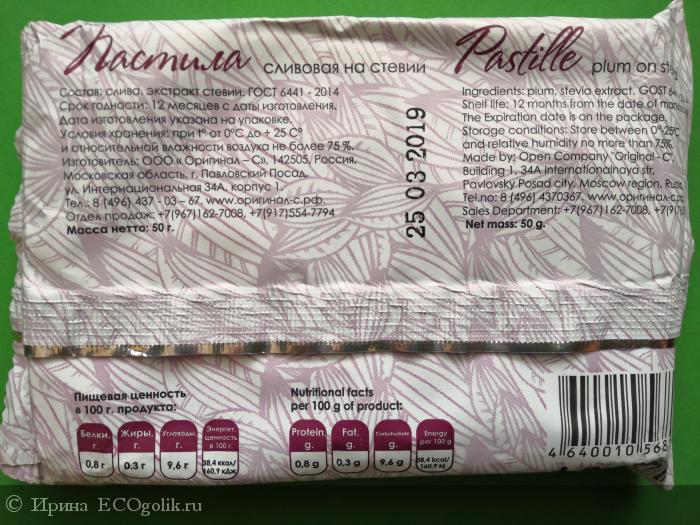 Пастила сливовая на стевии
Состав: слива, экстракт стевии. ГОСТ 6441 - 2014
Срок годности: 12 месяцев с даты изготовления.
Дата изготовления указана на упаковке.
Условия хранения: при t° от 0°C до + 25 C°
и относительной влажности воздуха не более 75 %.
Изготовитель: ООО « Оригинал – С», 142505, Россия,
Московская область, г. Павловский Посад,
ул. Интернациональная 34А, корпус 1.
Тел.: 8 (496) 437 - 03 – 67, www.оригинал-с.рф.
Отдел продаж: +7(967)162-7008, +7(917)554-7794
Масса нетто: 50 г.
25 03 2019
Pastille plum on
Ingredients: plum, stevia extract. GOST
Shelf life: 12 months from the date of
The Expiration date is on the package.
Storage conditions: Store between 0°-25°C
and relative humidity no more than 75%.
Made by: Open Company "Original - C",
Building 1, 34A Internationalnaya str,
Pavlovsky Posad city, Moscow region,
Tel.no: 8 (496) 4370367, www.оригинал-с.рф
Sales Department: +7(967)162-7008,
Net mass: 50 g.
Пищевая ценность
в 100 г. продукта:
Белки, г. Жиры, г. Углеводы, г. Энергет. ценность в 100 г.
0,8 г 0,3 г 9,6 г 38,4 ккал/ 160,9 кДж
Nutritional facts
per 100 g of product:
Protein, g. Fat, g. Carbohydrate g. Energy per 100 g
0,8 g 0,3 g 9.6 g 38,4 kcal/ 160,9 kJ
4 640010 568
© Ирина ECOgolik.ru